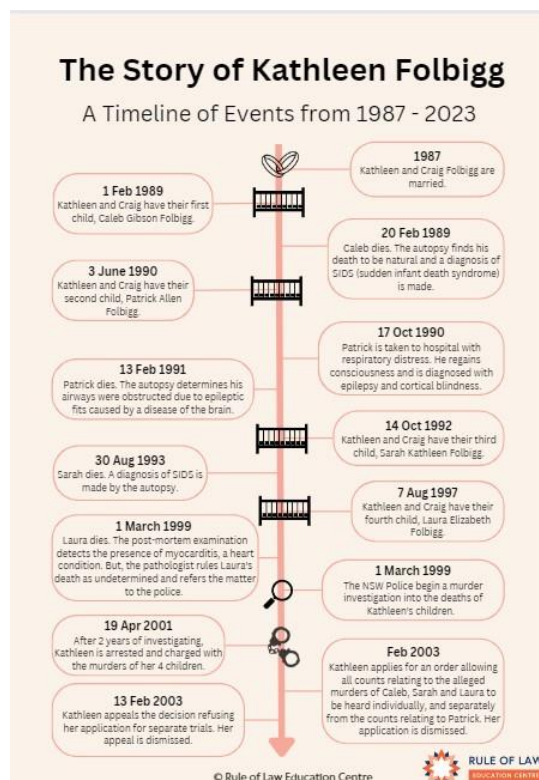 The Story of Kathleen Folbigg
A Timeline of Events from 1987 - 2023
1987
Kathleen and Craig Folbigg are
married.
1 Feb 1989
Kathleen and Craig have their first
child, Caleb Gibson Folbigg.
20 Feb 1989
Caleb dies. The autopsy finds his
death to be natural and a diagnosis of
SIDS (sudden infant death syndrome)
is made.
3 June 1990
Kathleen and Craig have their
second child, Patrick Allen
Folbigg.
17 Oct 1990
Patrick is taken to hospital with
respiratory distress. He regains
consciousness and is diagnosed with
epilepsy and cortical blindness.
13 Feb 1991
Patrick dies. The autopsy determines his
airways were obstructed due to epileptic
fits caused by a disease of the brain.
14 Oct 1992
Kathleen and Craig have their third
child, Sarah Kathleen Folbigg.
30 Aug 1993
Sarah dies. A diagnosis of SIDS is
made by the autopsy.
7 Aug 1997
Kathleen and Craig have their
fourth child, Laura Elizabeth
Folbigg.
1 March 1999
Laura dies. The post-mortem examination
detects the presence of myocarditis, a heart
condition. But, the pathologist rules Laura's
death as undetermined and refers the matter
to the police.
1 March 1999
The NSW Police begin a murder
investigation into the deaths of
Kathleen's children.
19 Apr 2001
After 2 years of investigating,
Kathleen is arrested and charged with
the murders of her 4 children.
Feb 2003
Kathleen applies for an order allowing
all counts relating to the alleged
murders of Caleb, Sarah and Laura to
be heard individually, and separately
from the counts relating to Patrick. Her
application is dismissed.
13 Feb 2003
Kathleen appeals the decision refusing
her application for separate trials. Her
appeal is dismissed.
© Rule of Law Education Centre
RULE OF LAW
EDUCATION CENTRE